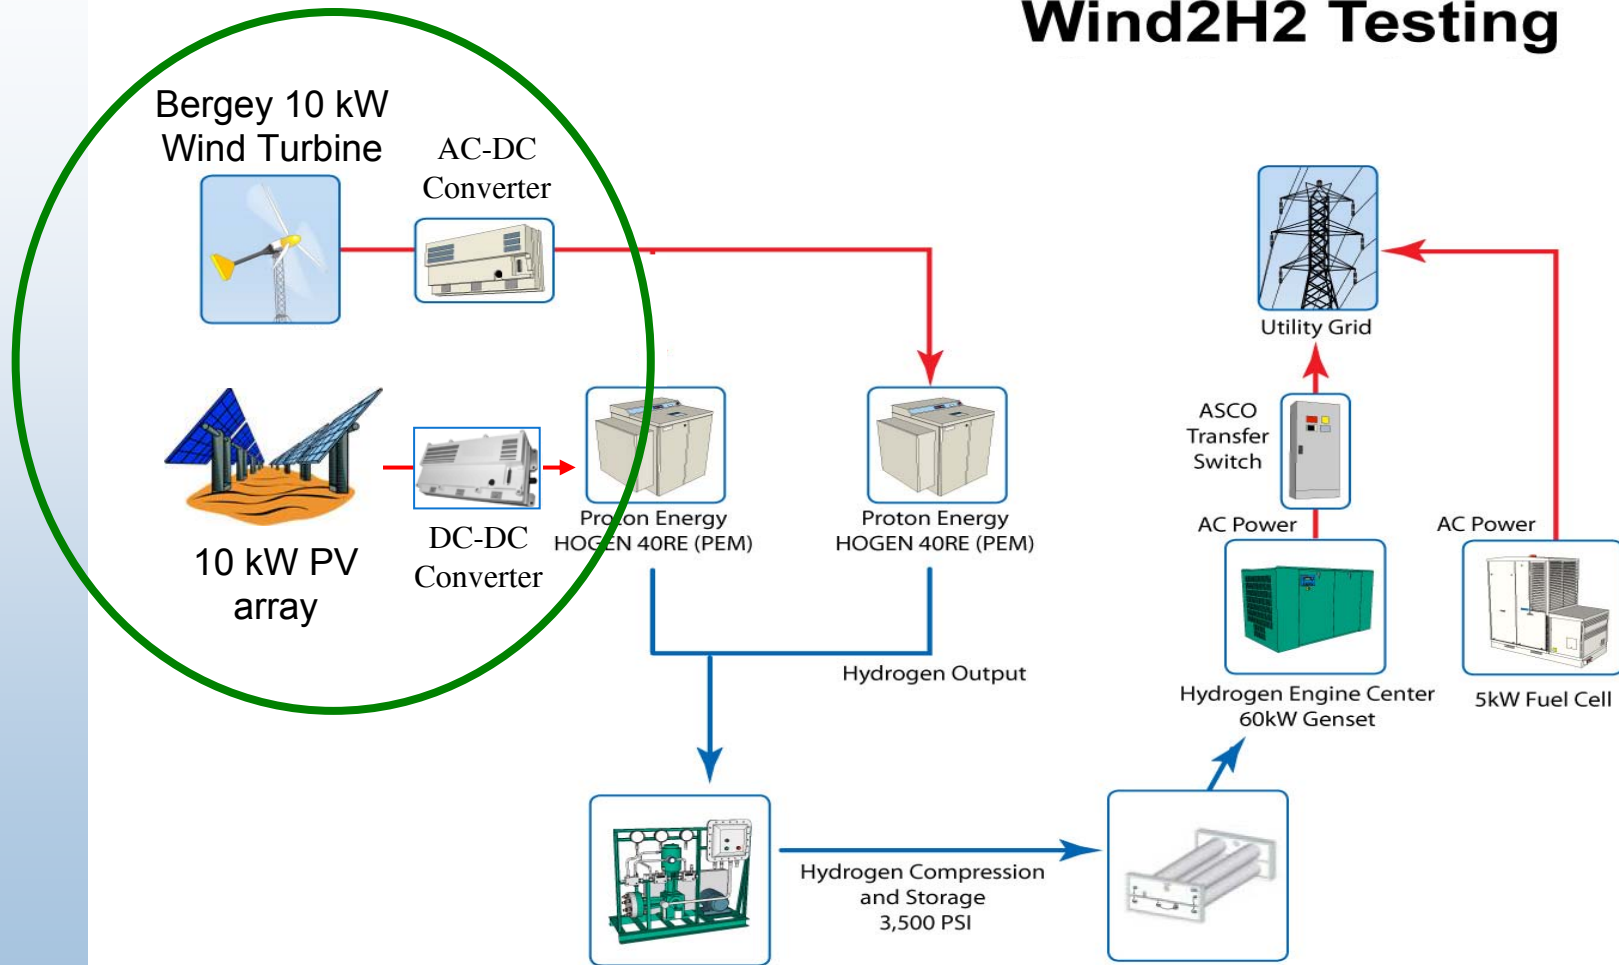 Wind2H2 Testing
Bergey 10 kW
Wind Turbine
AC-DC
Converter
Utility Grid
ASCO
Transfer
Switch
10 kW PV
array
DC-DC
Converter
Proton Energy
HOGEN 40RE (PEM)
Proton Energy
HOGEN 40RE (PEM)
AC Power
AC Power
Hydrogen Output
Hydrogen Engine Center
60kW Genset
5kW Fuel Cell
Hydrogen Compression
and Storage
3,500 PSI